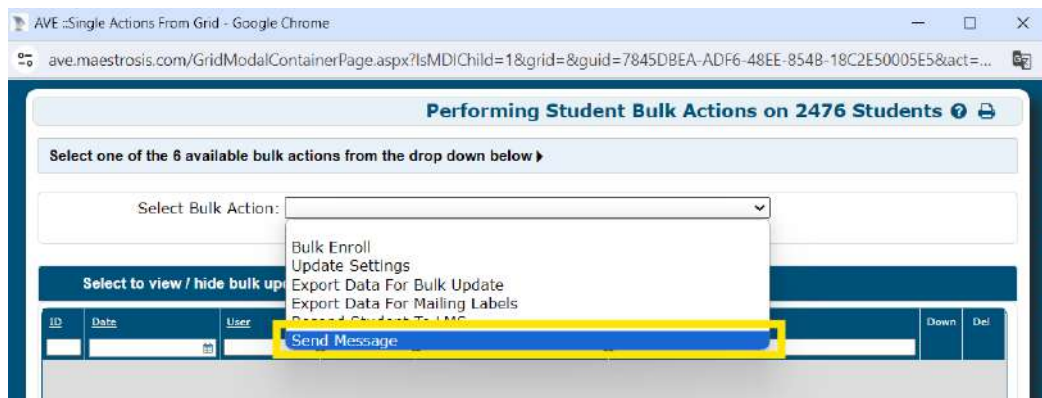 AVE ::Single Actions From Grid - Google Chrome
ave.maestrosis.com/GridModalContainerPage.aspx?IsMDIChild=1&grid=&guid=7845DBEA-ADF6-48EE-854B-18C2E50005E5&act=...
Performing Student Bulk Actions on 2476 Students
Select one of the 6 available bulk actions from the drop down below
Select Bulk Action:
Bulk Enroll
Update Settings
Export Data For Bulk Update
Export Data For Mailing Labels
Student To LMS
Send Message
Select to view / hide bulk
ID Date User Down Del